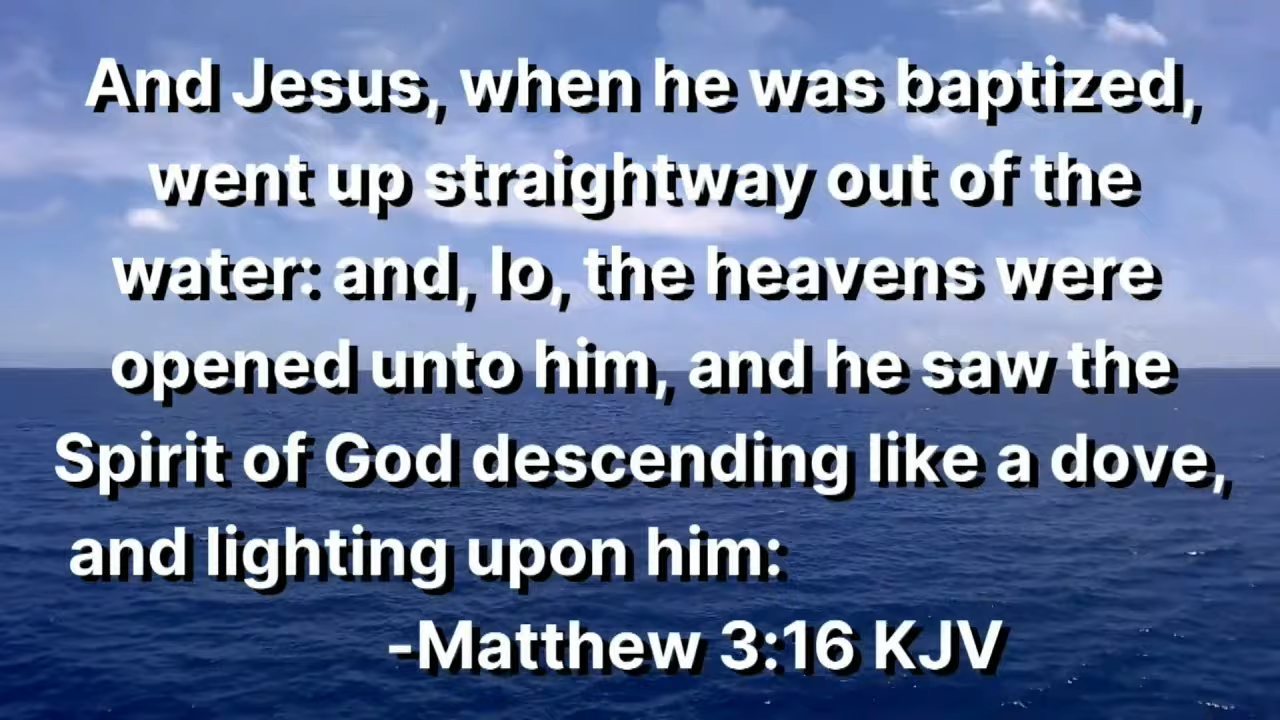 And Jesus, when he was baptized,
went up straightway out of the
water: and, lo, the heavens were
opened unto him, and he saw the
Spirit of God descending like a dove,
and lighting upon him:
-Matthew 3:16 KJV